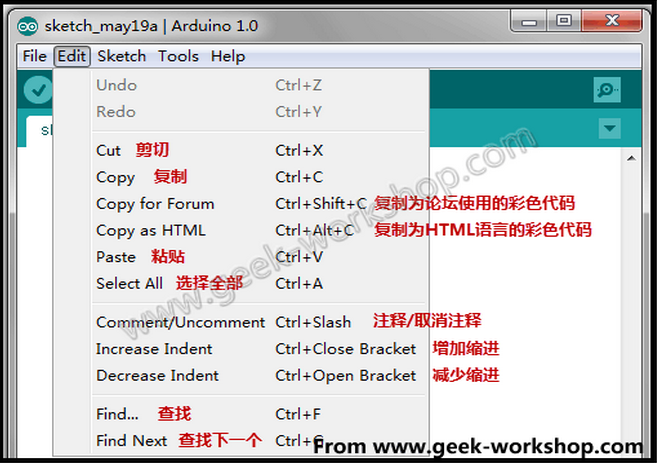 sketch_may19a | Arduino 1.0
File Edit Sketch Tools Help
Undo Ctrl+Z
Redo Ctrl+Y
Cut 剪切 Ctrl+X
Copy 复制 Ctrl+C
Copy for Forum Ctrl+Shift+C 复制为论坛使用的彩色代码
Copy as HTML Ctrl+Alt+C 复制为HTML语言的彩色代码
Paste 粘贴 Ctrl+V
Select All 选择全部 Ctrl+A
Comment/Uncomment Ctrl+Slash 注释/取消注释
Increase Indent Ctrl+Close Bracket 增加缩进
Decrease Indent Ctrl+Open Bracket 减少缩进
Find... 查找 Ctrl+F
Find Next 查找下一个 Ctrl+G
www.geek-workshop.com
From www.geek-workshop.com